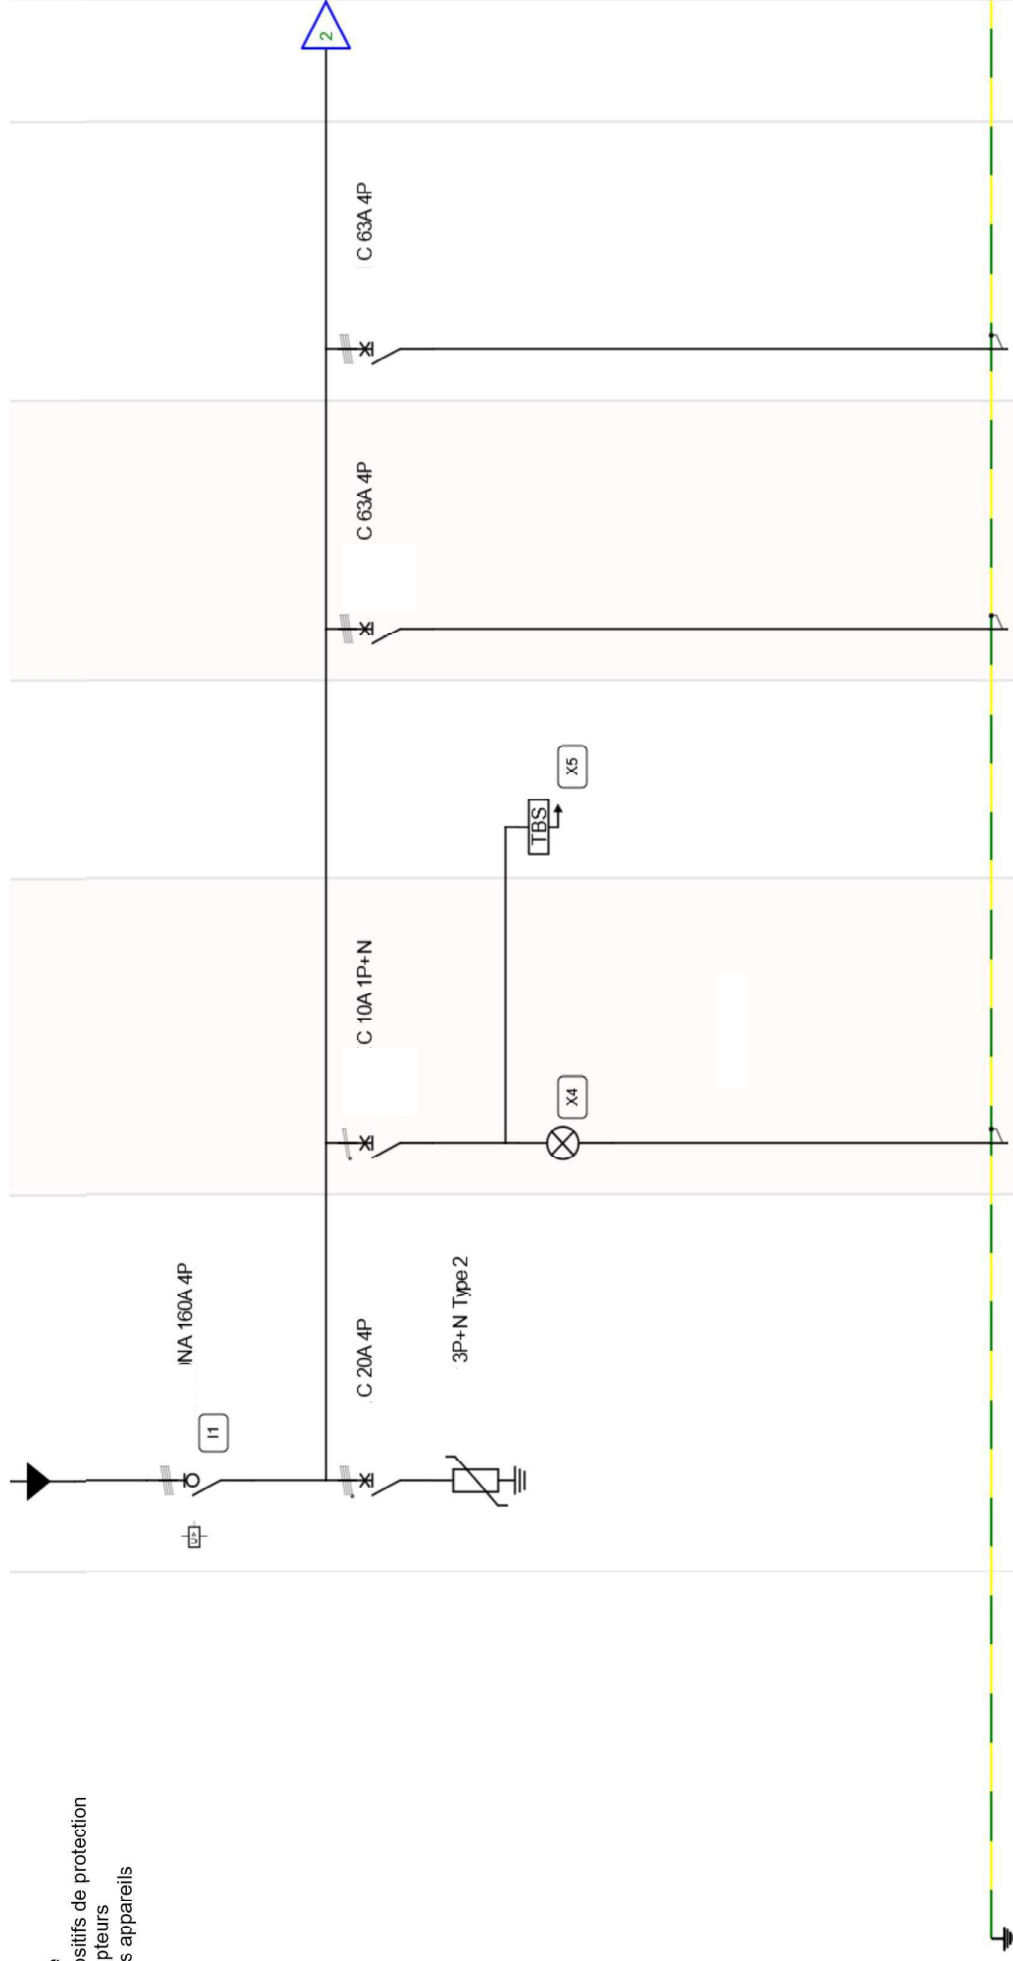 sitifs de protection
pteurs
s appareils
INA 160A 4P
I1
U>
C 20A 4P
3P+N Type 2
C 10A 1P+N
X4
TBS
X5
C 63A 4P
C 63A 4P
2